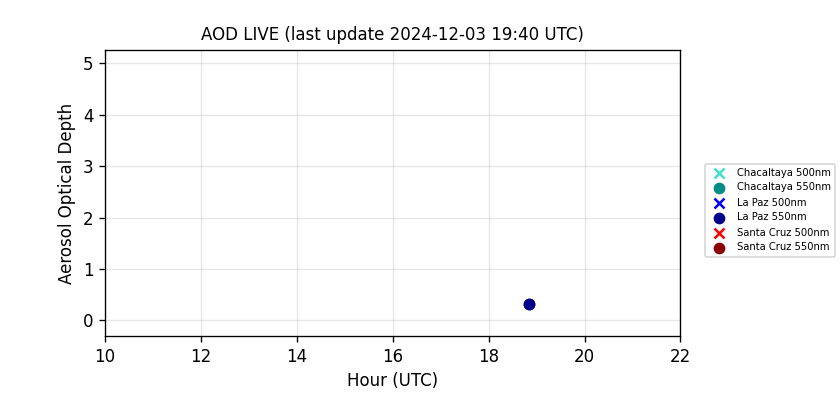 AOD LIVE (last update 2024-12-03 19:40 UTC)
Aerosol Optical Depth
5
4
3
2
1
0
10 12 14 16 18 20 22
Hour (UTC)
Chacaltaya 500nm
Chacaltaya 550nm
La Paz 500nm
La Paz 550nm
Santa Cruz 500nm
Santa Cruz 550nm